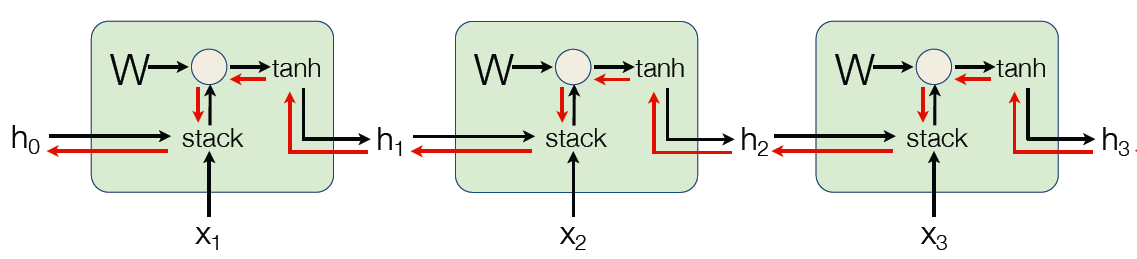 W tanh W tanh W tanh
h₀ stack h₁ stack h₂ stack h₃
x₁ x₂ x₃